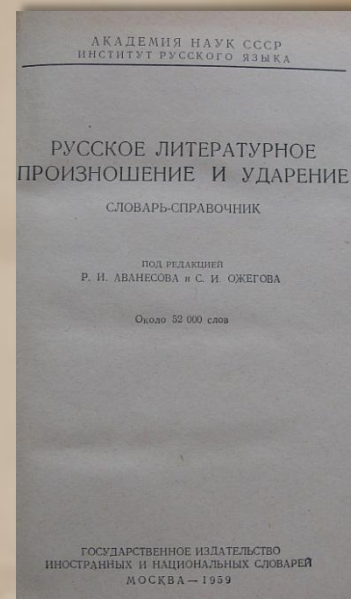 АКАДЕМИЯ НАУК СССР
ИНСТИТУТ РУССКОГО ЯЗЫКА
РУССКОЕ ЛИТЕРАТУРНОЕ
ПРОИЗНОШЕНИЕ И УДАРЕНИЕ
СЛОВАРЬ-СПРАВОЧНИК
ПОД РЕДАКЦИЕЙ
Р. И. АВАНЕСОВА и С. И. ОЖЕГОВА
Около 52 000 слов
ГОСУДАРСТВЕННОЕ ИЗДАТЕЛЬСТВО
ИНОСТРАННЫХ И НАЦИОНАЛЬНЫХ СЛОВАРЕЙ
МОСКВА — 1959